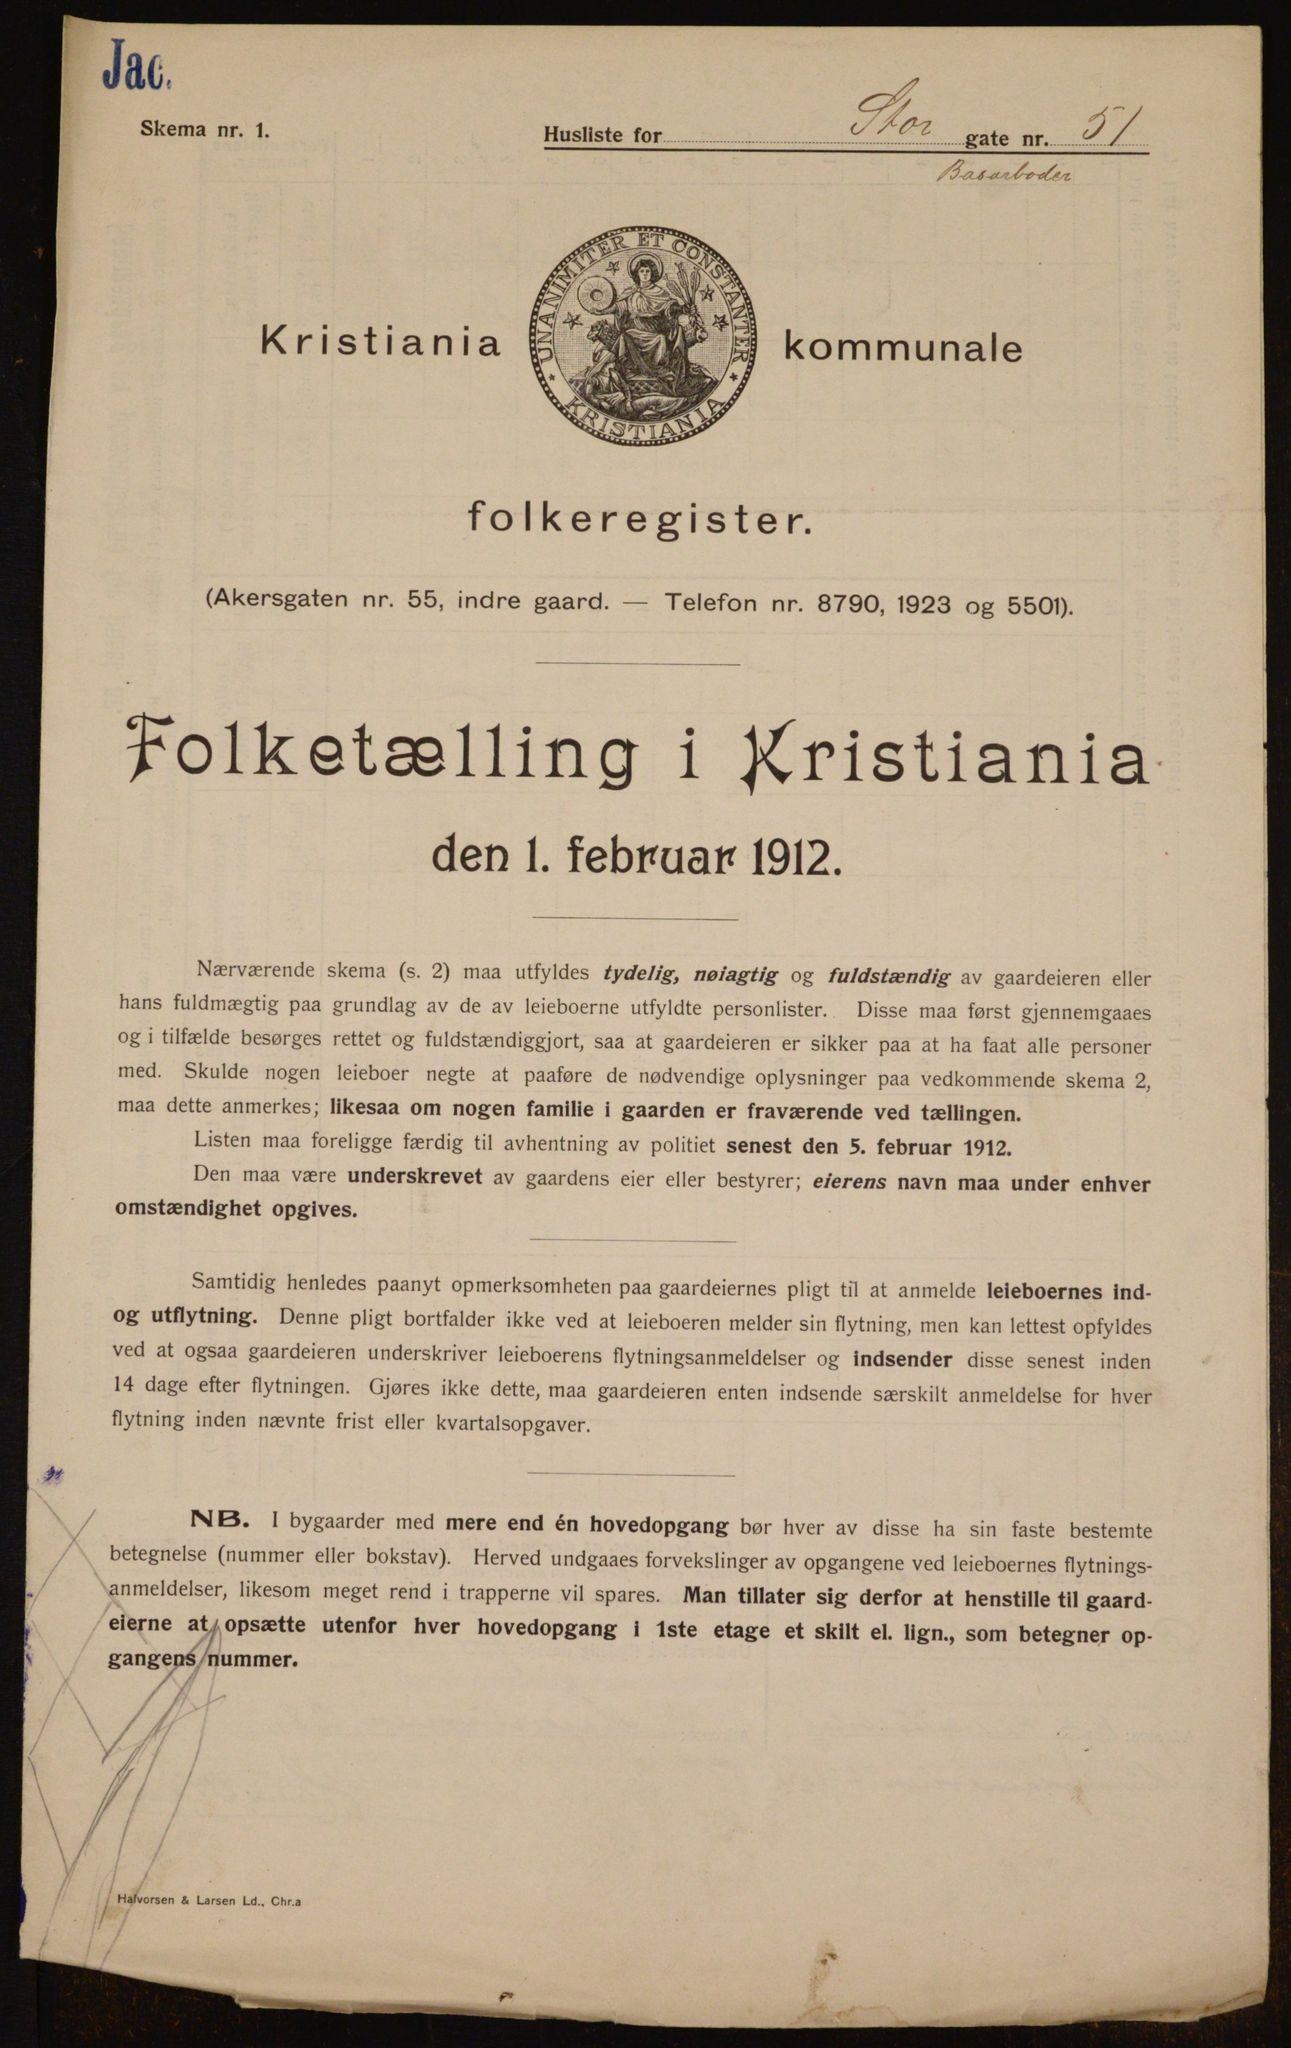 Jac.
Skema nr. 1.
Husliste for Stor gate nr. 51
Basarboder
UNANIMITER ET CONSTANTER
KRISTIANIA
Kristiania kommunale
folkeregister.
(Akersgaten nr. 55, indre gaard. — Telefon nr. 8790, 1923 og 5501).
Folketælling i Kristiania
den 1. februar 1912.
Nærværende skema (s. 2) maa utfyldes tydelig, nøiagtig og fuldstændig av gaardeieren eller
hans fuldmægtig paa grundlag av de av leieboerne utfyldte personlister. Disse maa først gjennemgaaes
og i tilfælde besørges rettet og fuldstændiggjort, saa at gaardeieren er sikker paa at ha faat alle personer
med. Skulde nogen leieboer negte at paaføre de nødvendige oplysninger paa vedkommende skema 2,
maa dette anmerkes; likesaa om nogen familie i gaarden er fraværende ved tællingen.
Listen maa foreligge færdig til avhentning av politiet senest den 5. februar 1912.
Den maa være underskrevet av gaardens eier eller bestyrer; eierens navn maa under enhver
omstændighet opgives.
Samtidig henledes paanyt opmerksomheten paa gaardeiernes pligt til at anmelde leieboernes ind-
og utflytning. Denne pligt bortfalder ikke ved at leieboeren melder sin flytning, men kan lettest opfyldes
ved at ogsaa gaardeieren underskriver leieboerens flytningsanmeldelser og indsender disse senest inden
14 dage efter flytningen. Gjøres ikke dette, maa gaardeieren enten indsende særskilt anmeldelse for hver
flytning inden nævnte frist eller kvartalsopgaver.
NB. I bygaarder med mere end én hovedopgang bør hver av disse ha sin faste bestemte
betegnelse (nummer eller bokstav). Herved undgaaes forvekslinger av opgangene ved leieboernes flytnings-
anmeldelser, likesom meget rend i trapperne vil spares. Man tillater sig derfor at henstille til gaard-
eierne at opsætte utenfor hver hovedopgang i 1ste etage et skilt el. lign., som betegner op-
gangens nummer.
Halvorsen & Larsen Ld., Chr.a